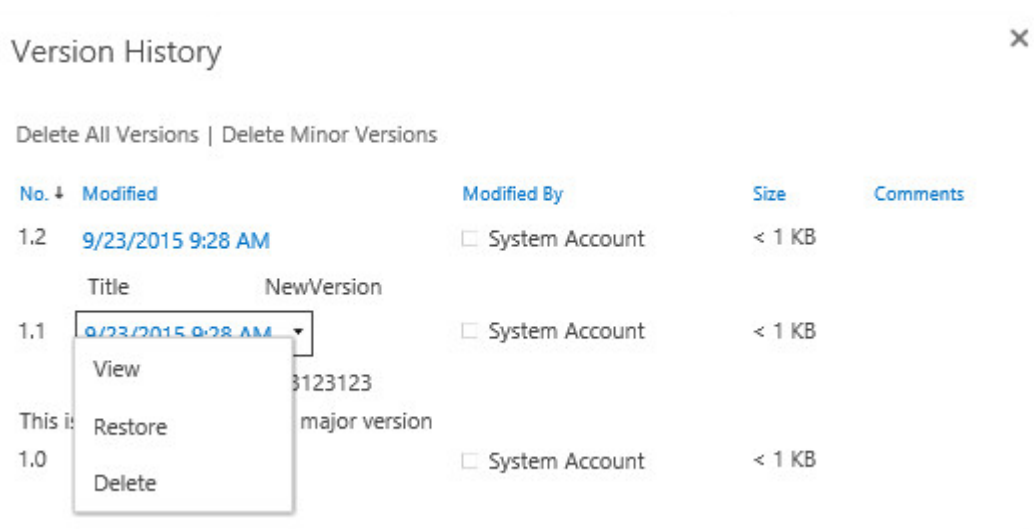 Version History
Delete All Versions | Delete Minor Versions
No. Modified Modified By Size Comments
1.2 9/23/2015 9:28 AM System Account < 1 KB
Title NewVersion
1.1 9/23/2015 9:28 AM System Account < 1 KB
View
3123123
This is major version
Restore
1.0 System Account < 1 KB
Delete